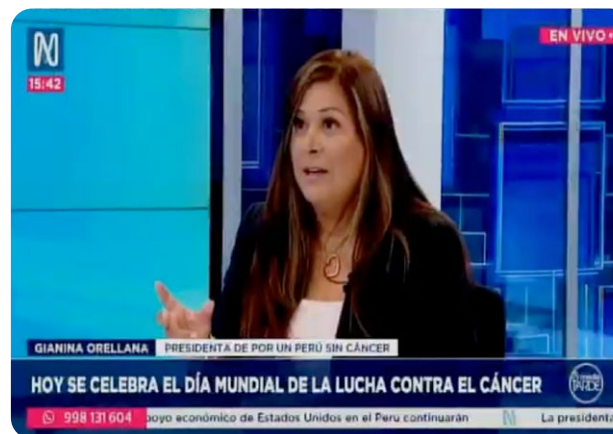 N
EN VIVO
15:42
GIANINA ORELLANA PRESIDENTA DE POR UN PERÚ SIN CÁNCER
HOY SE CELEBRA EL DÍA MUNDIAL DE LA LUCHA CONTRA EL CÁNCER
TARDE
998 131 604 poyo económico de Estados Unidos en el Perú continuarán N La presidenta